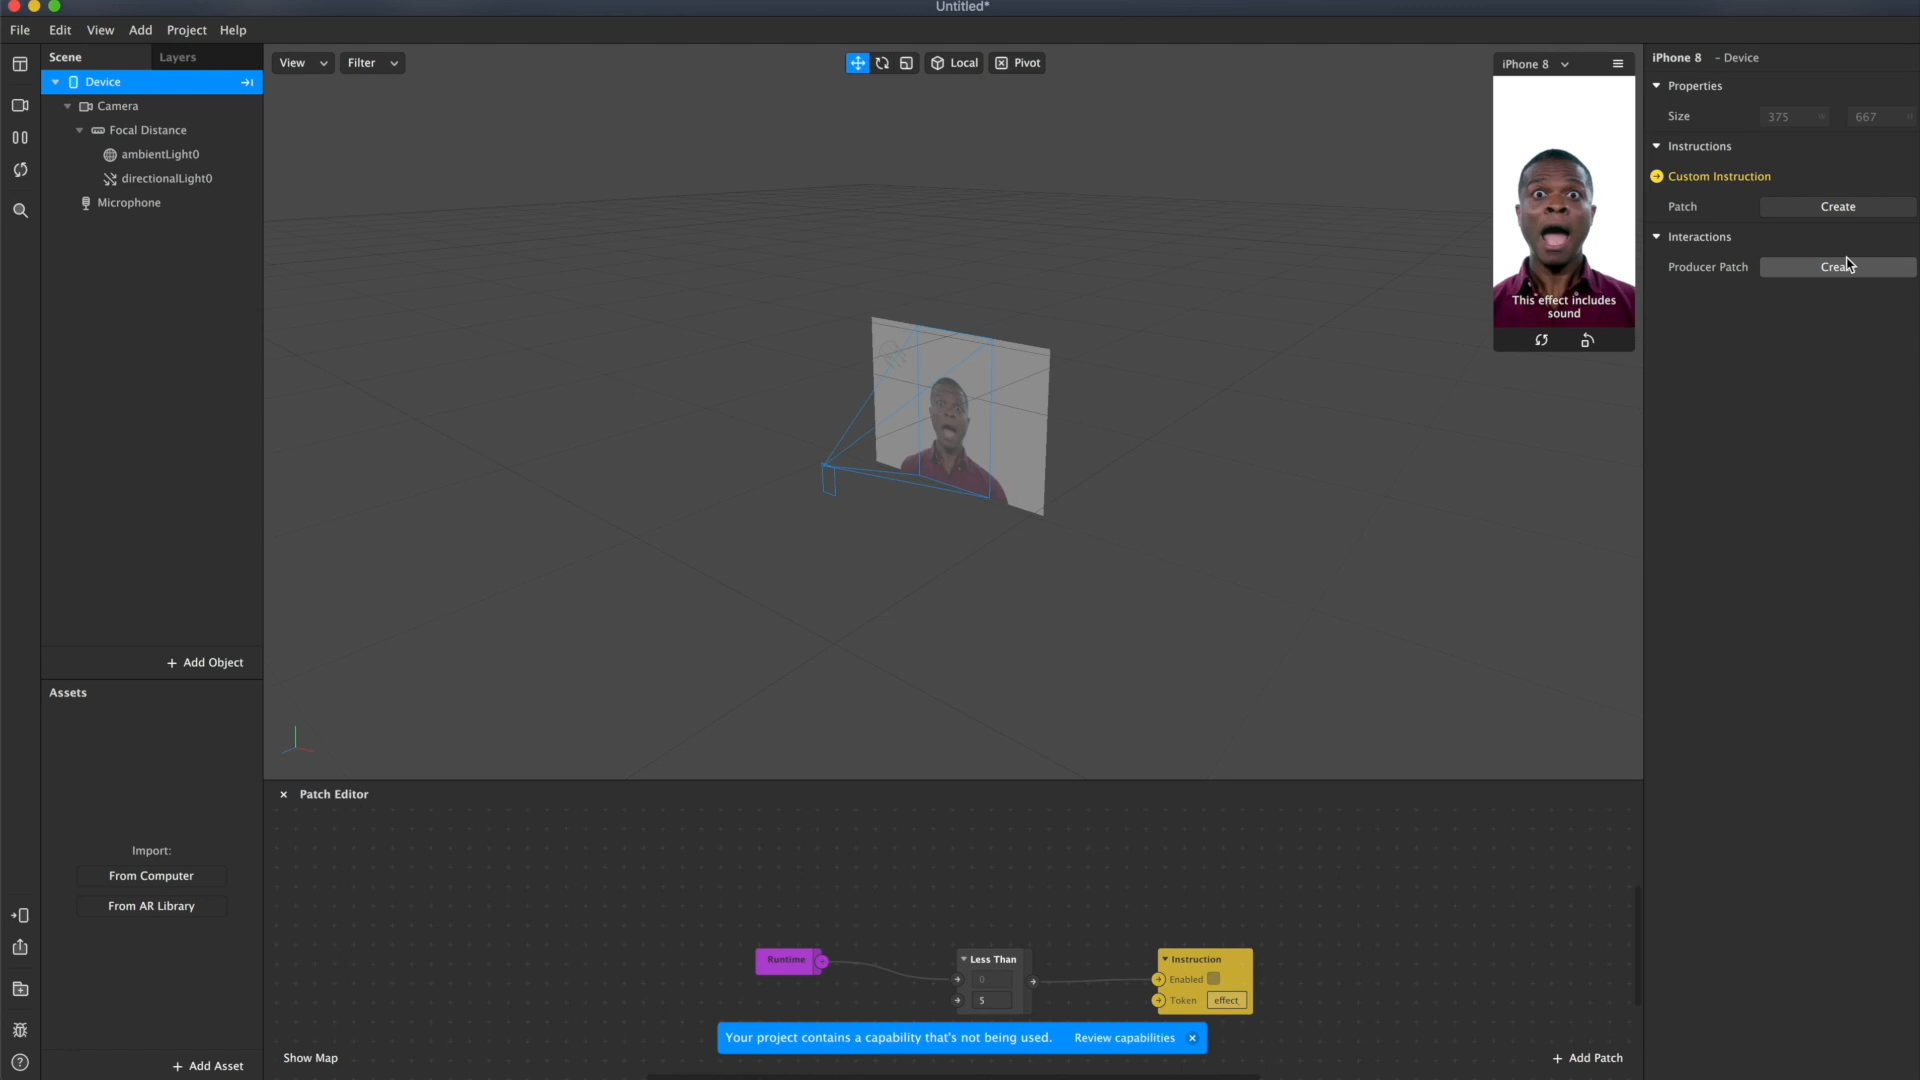 Untitled*
File Edit View Add Project Help
Scene Layers
Device
Camera
Focal Distance
ambientLight0
directionalLight0
Microphone
+ Add Object
Assets
Import:
From Computer
From AR Library
+ Add Asset
View Filter
Local Pivot
iPhone 8
This effect includes
sound
iPhone 8 - Device
Properties
Size 375 W 667 H
Instructions
Custom Instruction
Patch Create
Interactions
Producer Patch Create
× Patch Editor
Runtime
Less Than
0
5
Instruction
Enabled
Token effect_
Your project contains a capability that's not being used. Review capabilities ×
Show Map
+ Add Patch